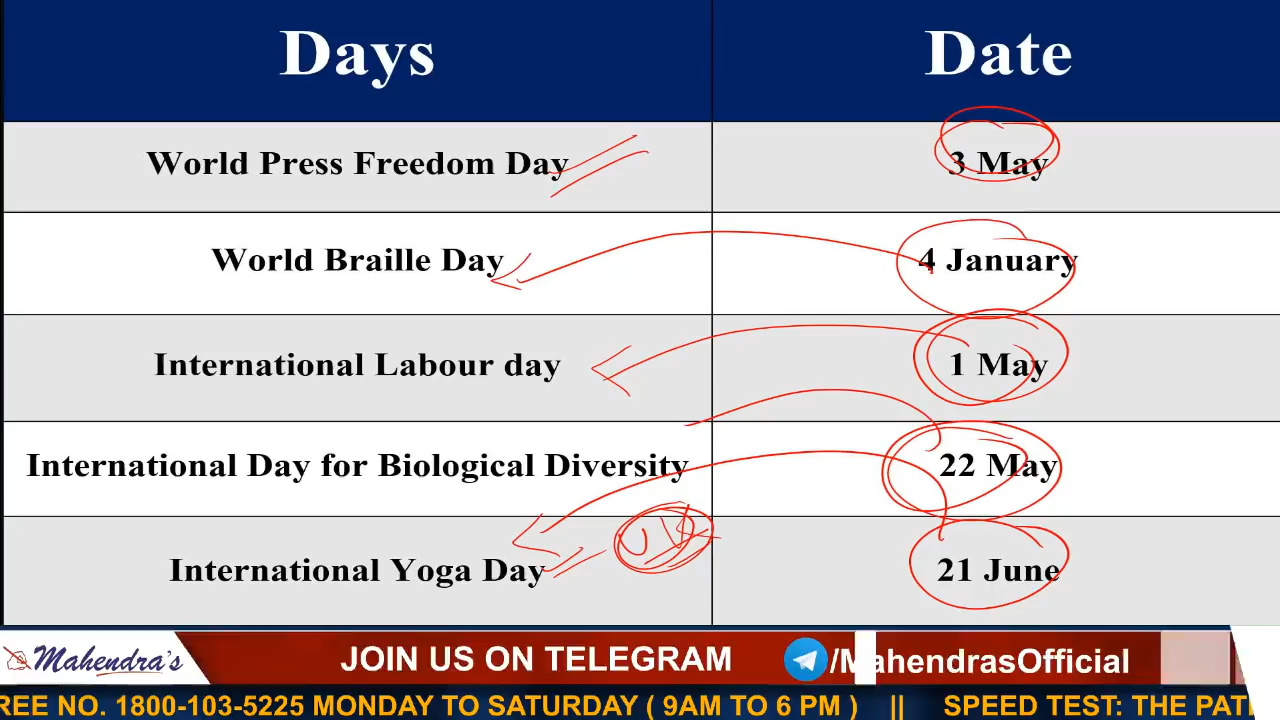 Days Date
World Press Freedom Day 3 May
World Braille Day 4 January
International Labour day 1 May
International Day for Biological Diversity 22 May
International Yoga Day 21 June
Mahendra's JOIN US ON TELEGRAM /MahendrasOfficial
REE NO. 1800-103-5225 MONDAY TO SATURDAY ( 9AM TO 6 PM ) || SPEED TEST: THE PAT